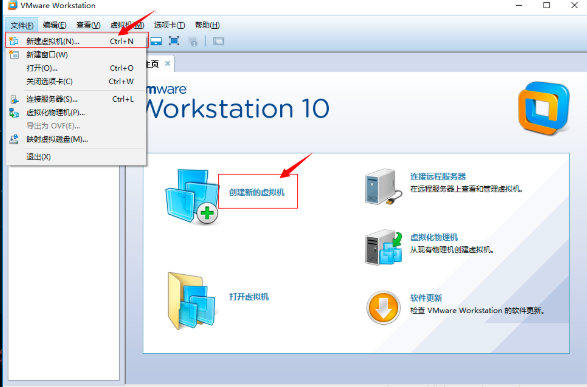 VMware Workstation
文件(F) 编辑(E) 查看(V) 虚拟机(M) 选项卡(T) 帮助(H)
新建虚拟机(N)... Ctrl+N
新建窗口(W)
打开(O)... Ctrl+O
关闭选项卡(C) Ctrl+W
连接服务器(S)... Ctrl+L
虚拟化物理机(P)...
导出为 OVF(E)...
映射虚拟磁盘(M)...
退出(X)
主页
mware
Workstation 10
创建新的虚拟机
打开虚拟机
连接远程服务器
在远程服务器上查看和管理虚拟机。
虚拟化物理机
从现有物理机创建虚拟机。
软件更新
检查 VMware Workstation 的软件更新。